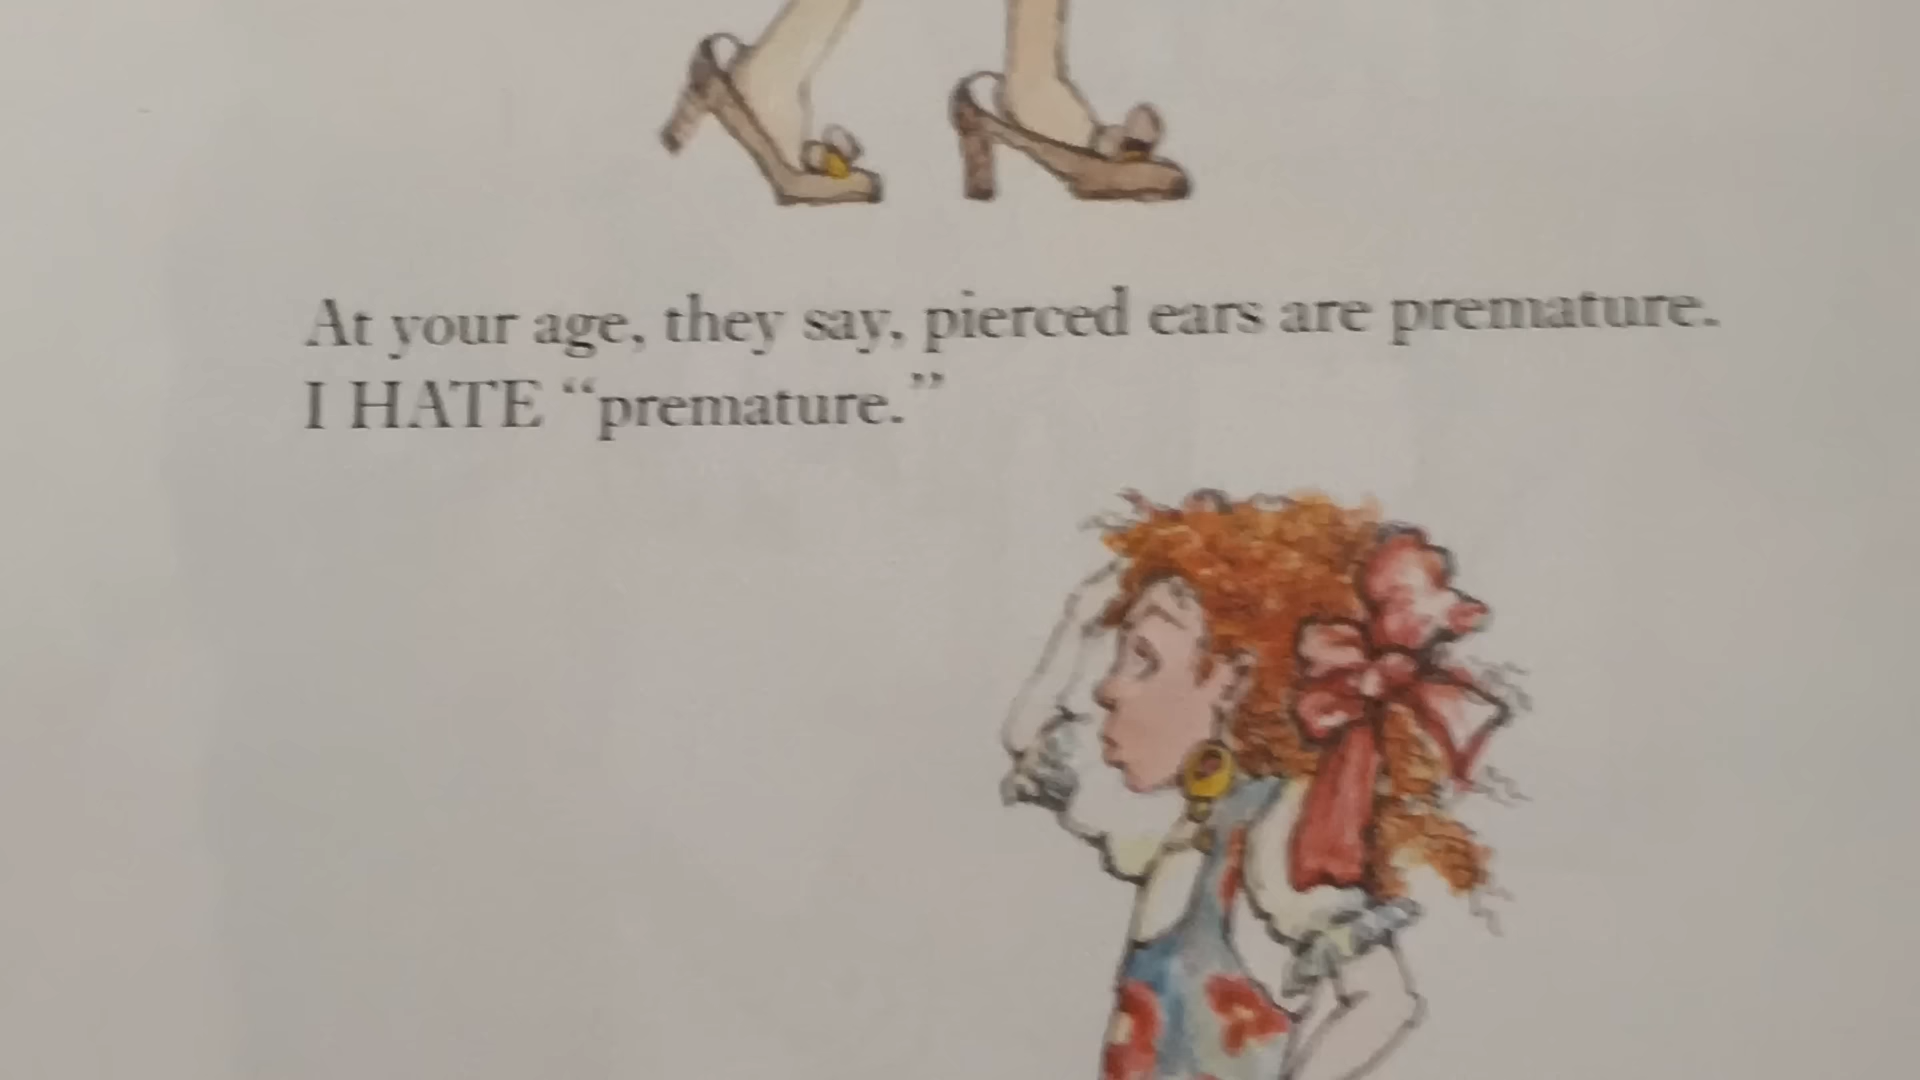 At your age, they say, pierced ears are premature.
I HATE “premature.”